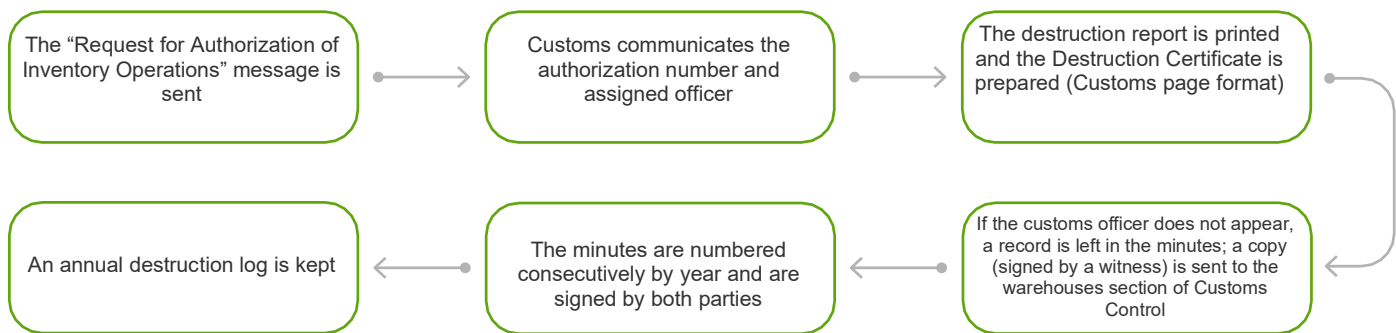 The “Request for Authorization of
Inventory Operations” message is
sent
Customs communicates the
authorization number and
assigned officer
The destruction report is printed
and the Destruction Certificate is
prepared (Customs page format)
If the customs officer does not appear,
a record is left in the minutes; a copy
(signed by a witness) is sent to the
warehouses section of Customs
Control
The minutes are numbered
consecutively by year and are
signed by both parties
An annual destruction log is kept